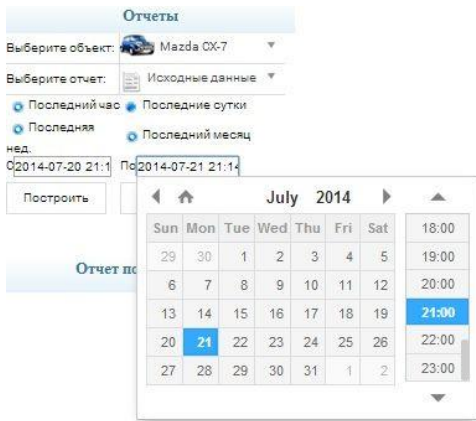 Отчеты
Выберите объект: Mazda CX-7
Выберите отчет: Исходные данные
Последний час Последние сутки
Последняя нед. Последний месяц
С 2014-07-20 21:1 По 2014-07-21 21:14
Построить
July 2014
Sun Mon Tue Wed Thu Fri Sat
29 30 1 2 3 4 5
6 7 8 9 10 11 12
13 14 15 16 17 18 19
20 21 22 23 24 25 26
27 28 29 30 31 1 2
18:00
19:00
20:00
21:00
22:00
23:00
Отчет по